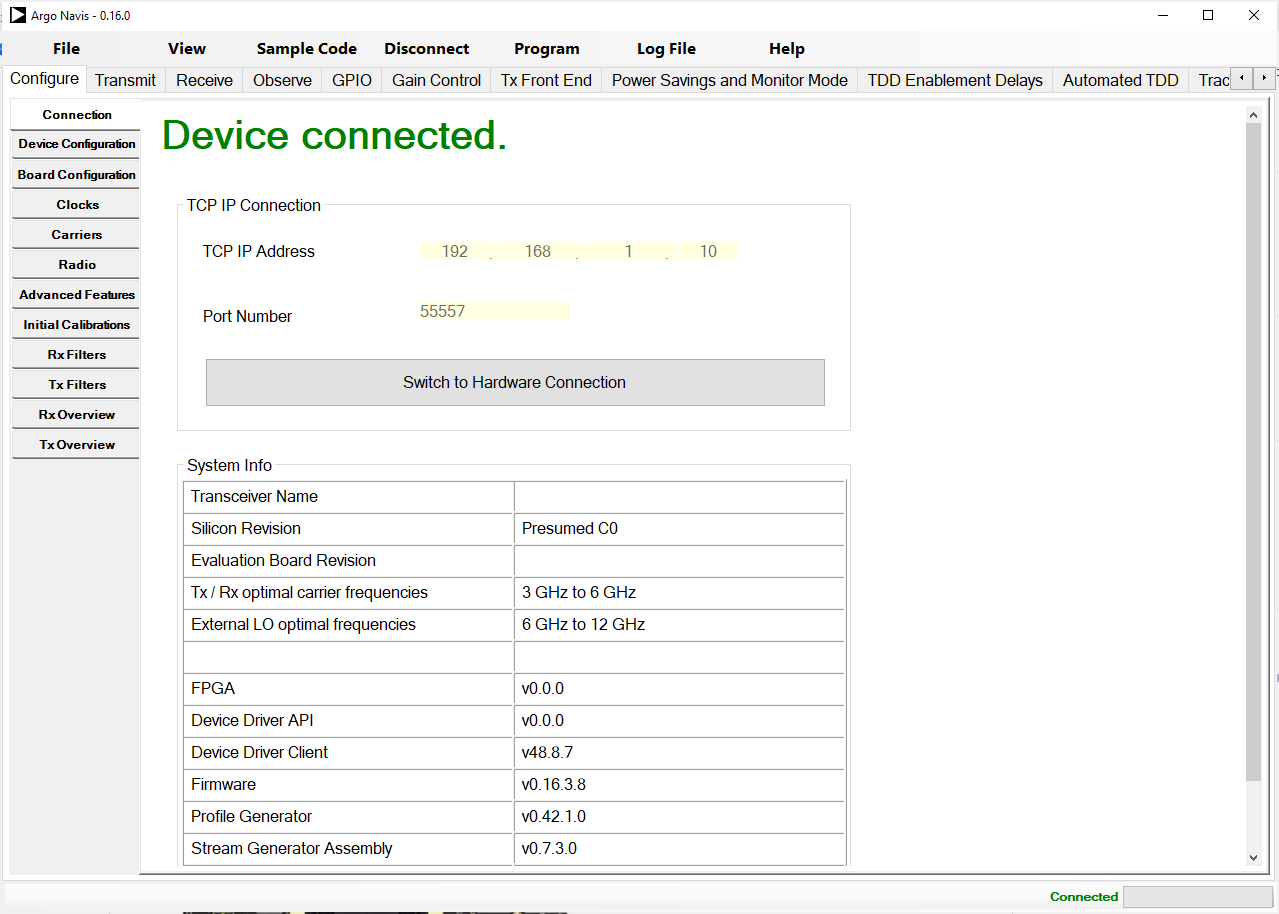 Argo Navis - 0.16.0
File View Sample Code Disconnect Program Log File Help
Configure Transmit Receive Observe GPIO Gain Control Tx Front End Power Savings and Monitor Mode TDD Enablement Delays Automated TDD Trac
Connection
Device Configuration
Board Configuration
Clocks
Carriers
Radio
Advanced Features
Initial Calibrations
Rx Filters
Tx Filters
Rx Overview
Tx Overview
Device connected.
TCP IP Connection
TCP IP Address 192 . 168 . 1 . 10
Port Number 55557
Switch to Hardware Connection
System Info
Transceiver Name
Silicon Revision Presumed C0
Evaluation Board Revision
Tx / Rx optimal carrier frequencies 3 GHz to 6 GHz
External LO optimal frequencies 6 GHz to 12 GHz
FPGA v0.0.0
Device Driver API v0.0.0
Device Driver Client v48.8.7
Firmware v0.16.3.8
Profile Generator v0.42.1.0
Stream Generator Assembly v0.7.3.0
Connected